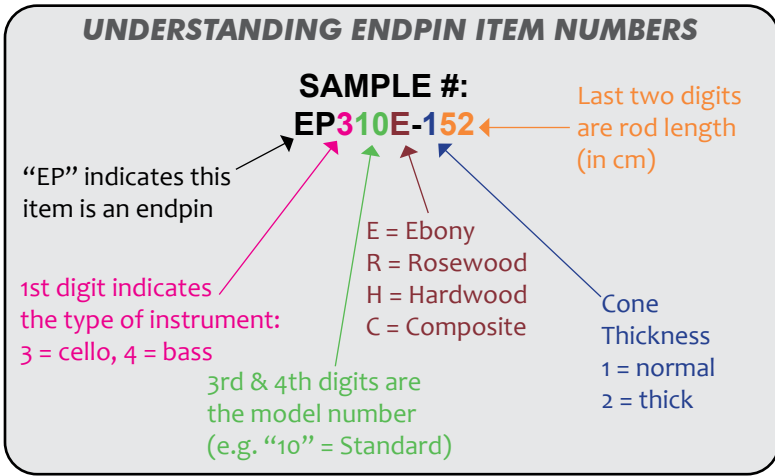 UNDERSTANDING ENDPIN ITEM NUMBERS
SAMPLE #:
EP310E-152
Last two digits
are rod length
(in cm)
“EP” indicates this
item is an endpin
E = Ebony
R = Rosewood
H = Hardwood
C = Composite
1st digit indicates
the type of instrument:
3 = cello, 4 = bass
Cone
Thickness
1 = normal
2 = thick
3rd & 4th digits are
the model number
(e.g. “10” = Standard)